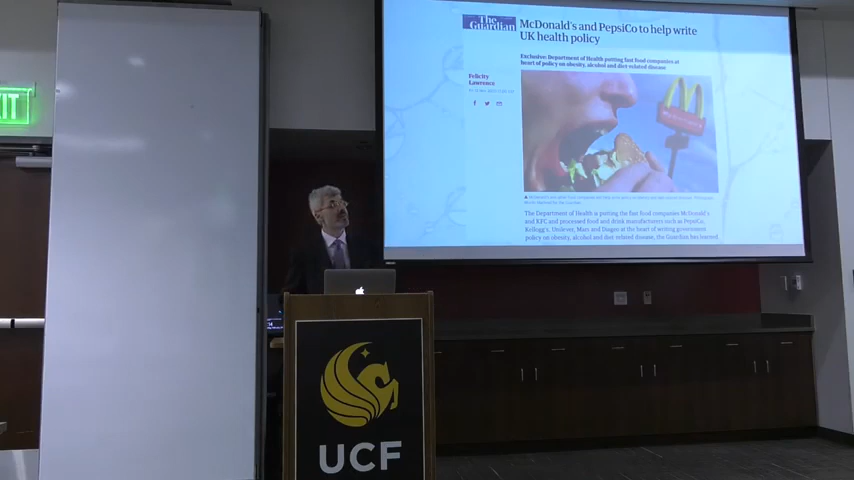 The
Guardian
McDonald's and PepsiCo to help write
UK health policy
Exclusive: Department of Health putting fast food companies at
heart of policy on obesity, alcohol and diet-related disease
Felicity
Lawrence
The Department of Health is putting the fast food companies McDonald's
and KFC and processed food and drink manufacturers such as PepsiCo,
Kellogg's, Unilever, Mars and Diageo at the heart of writing government
policy on obesity, alcohol and diet-related disease, the Guardian has learned.
McDonald's
EXIT
UCF